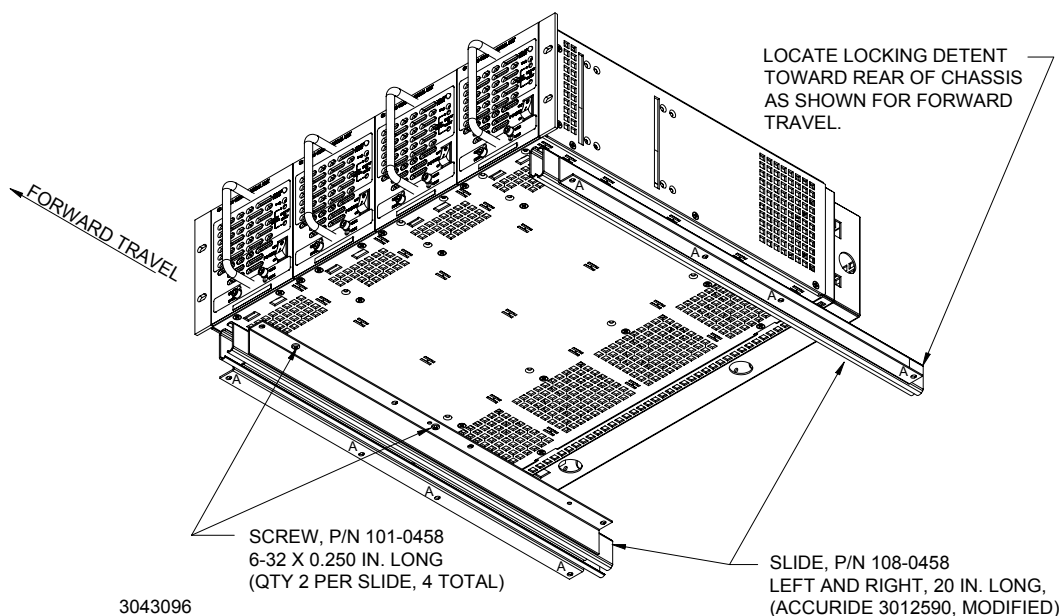 LOCATE LOCKING DETENT
TOWARD REAR OF CHASSIS
AS SHOWN FOR FORWARD
TRAVEL.
FORWARD TRAVEL
A
A
A
A
A
A
A
A
SCREW, P/N 101-0458
6-32 X 0.250 IN. LONG
(QTY 2 PER SLIDE, 4 TOTAL)
SLIDE, P/N 108-0458
LEFT AND RIGHT, 20 IN. LONG,
(ACCURIDE 3012590, MODIFIED)
3043096